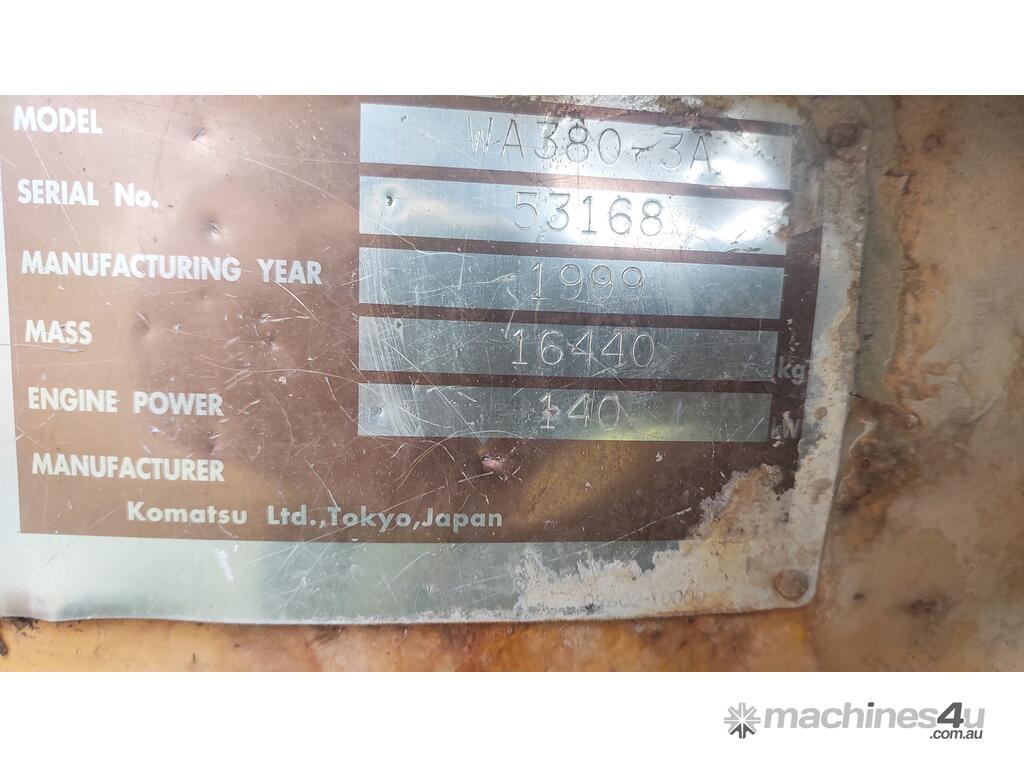 MODEL WA380-3A
SERIAL No. 53168
MANUFACTURING YEAR 1999
MASS 16440 kg
ENGINE POWER 140
MANUFACTURER
Komatsu Ltd.,Tokyo,Japan
machines4u
.com.au